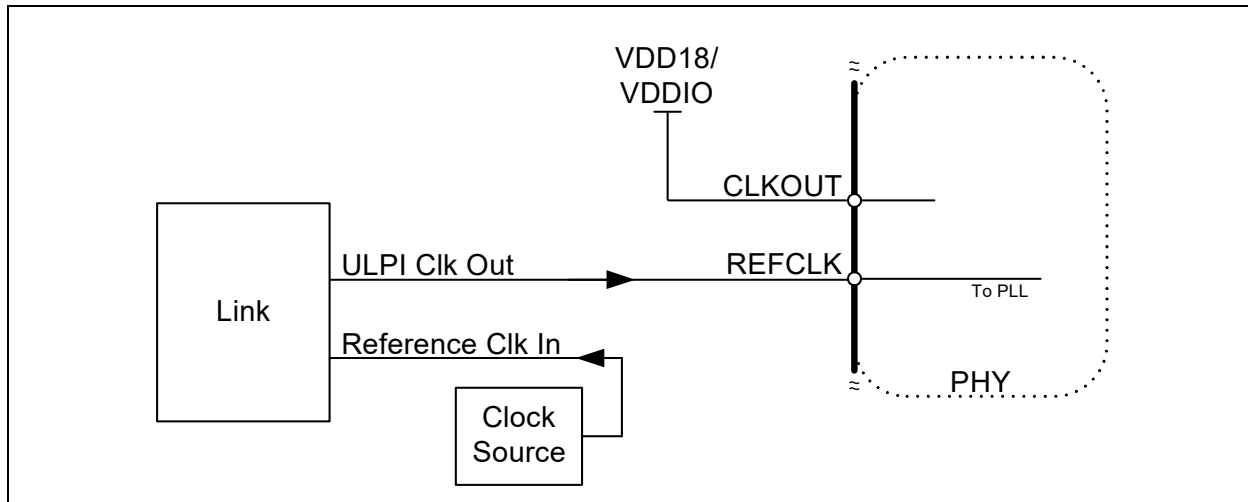 VDD18/
VDDIO
CLKOUT
ULPI Clk Out
REFCLK
To PLL
Link
Reference Clk In
PHY
Clock
Source